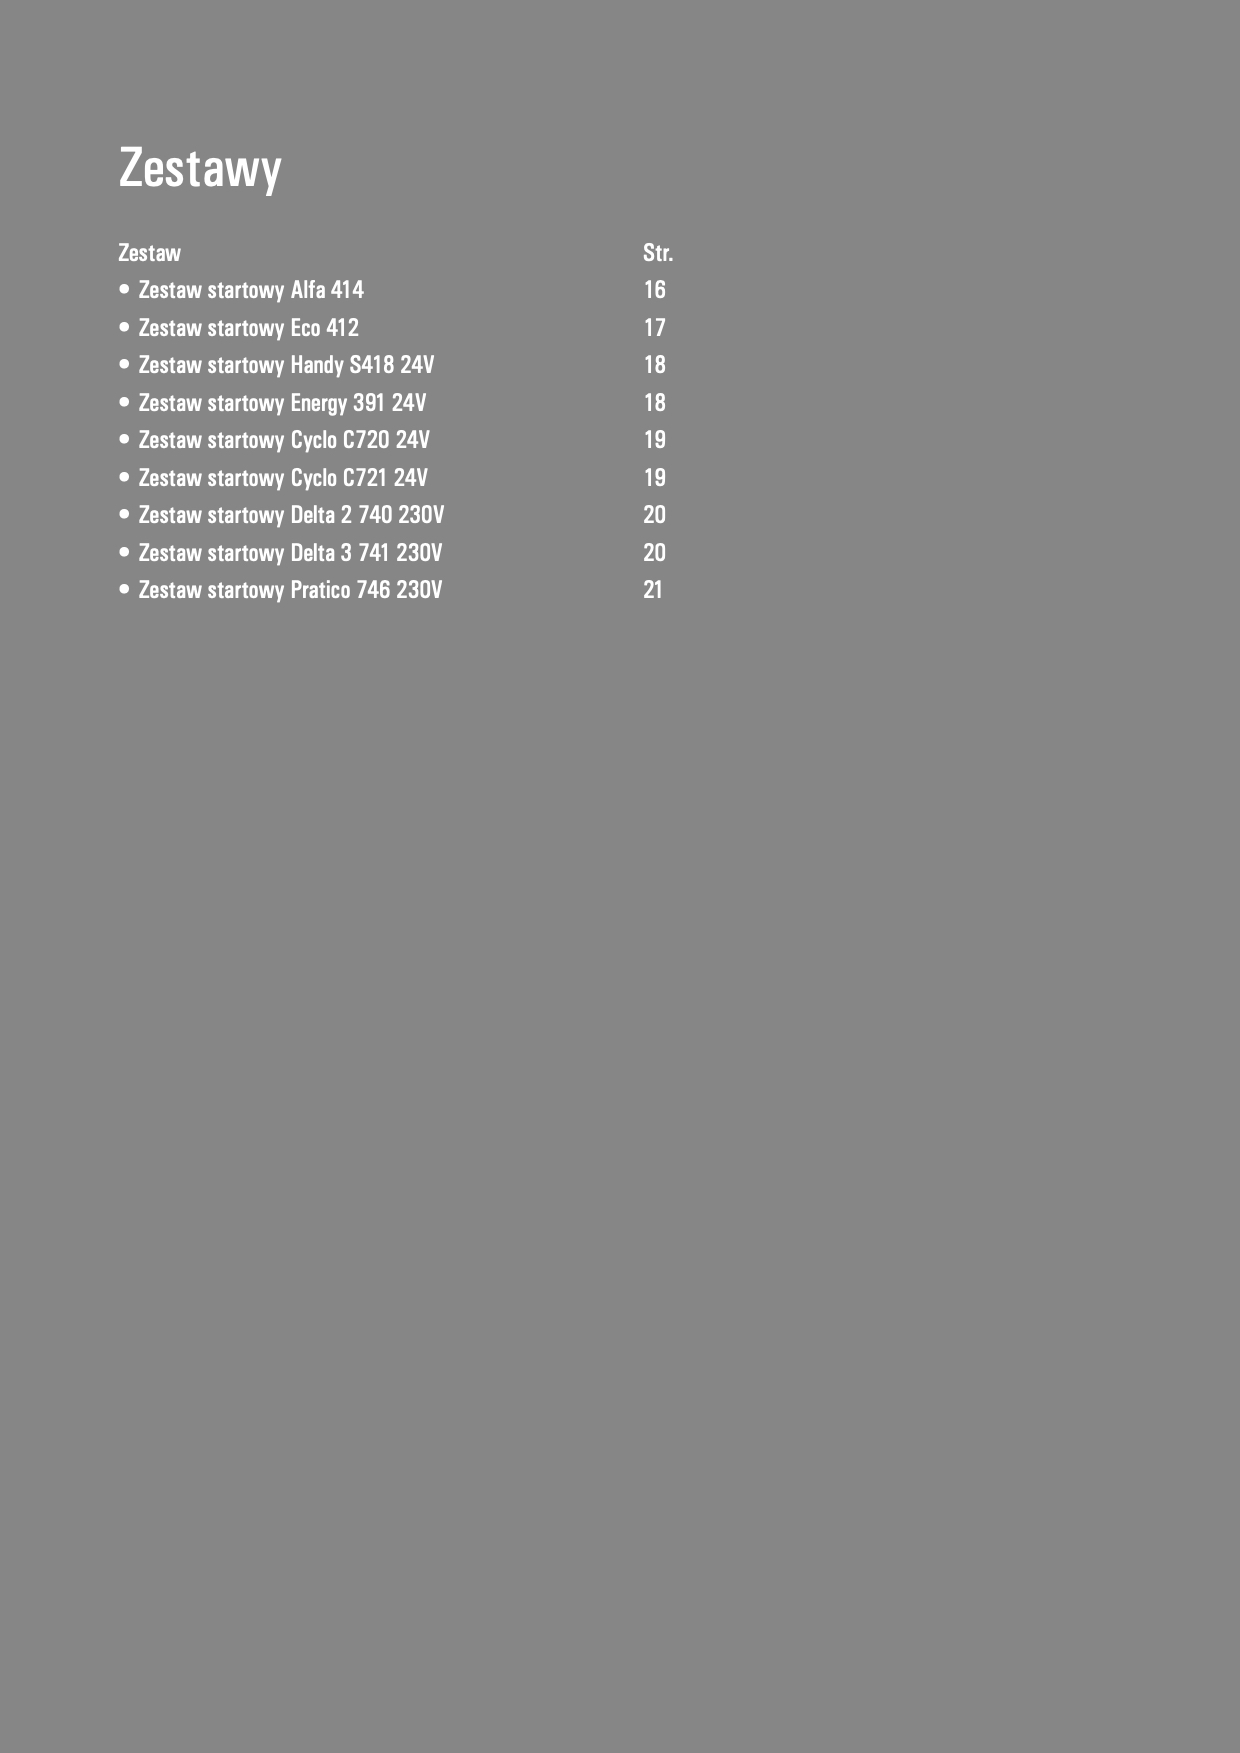 Zestawy
Zestaw Str.
• Zestaw startowy Alfa 414 16
• Zestaw startowy Eco 412 17
• Zestaw startowy Handy S418 24V 18
• Zestaw startowy Energy 391 24V 18
• Zestaw startowy Cyclo C720 24V 19
• Zestaw startowy Cyclo C721 24V 19
• Zestaw startowy Delta 2 740 230V 20
• Zestaw startowy Delta 3 741 230V 20
• Zestaw startowy Pratico 746 230V 21